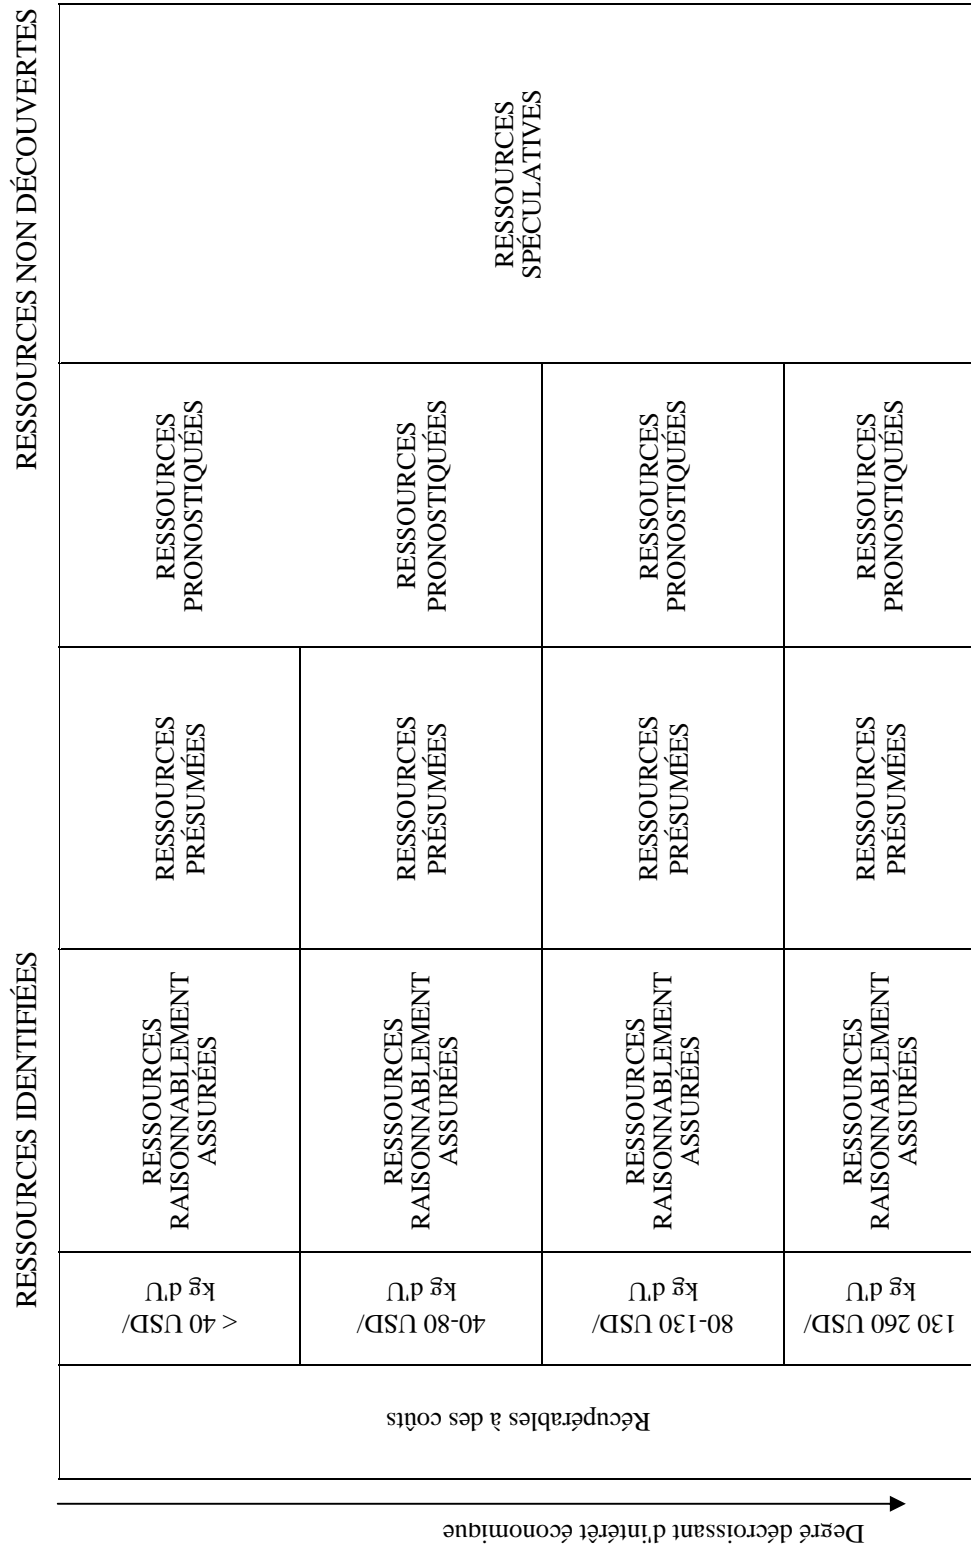 RESSOURCES IDENTIFIÉES
RESSOURCES NON DÉCOUVERTES
Degré décroissant d'intérêt économique
Récupérables à des coûts
< 40 USD/
kg d'U
RESSOURCES
RAISONNABLEMENT
ASSURÉES
RESSOURCES
PRÉSUMÉES
RESSOURCES
PRONOSTIQUÉES
40-80 USD/
kg d'U
RESSOURCES
RAISONNABLEMENT
ASSURÉES
RESSOURCES
PRÉSUMÉES
RESSOURCES
PRONOSTIQUÉES
RESSOURCES
SPÉCULATIVES
80-130 USD/
kg d'U
RESSOURCES
RAISONNABLEMENT
ASSURÉES
RESSOURCES
PRÉSUMÉES
RESSOURCES
PRONOSTIQUÉES
130 260 USD/
kg d'U
RESSOURCES
RAISONNABLEMENT
ASSURÉES
RESSOURCES
PRÉSUMÉES
RESSOURCES
PRONOSTIQUÉES